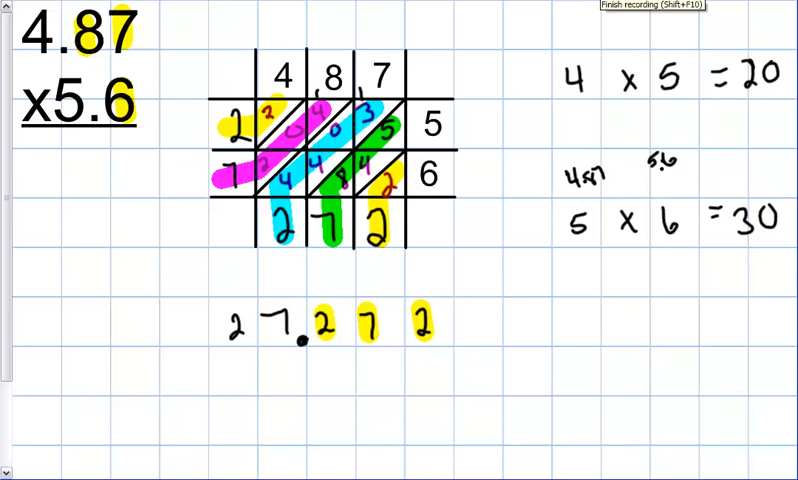 Finish recording (Shift+F10)
4.87
x5.6
4 x 5 = 20
4 8 7
2 2 0 4 0 3 5 5
7 2 4 4 8 4 2 6
2 7 2
4.87 5.6
5 x 6 = 30
27.272